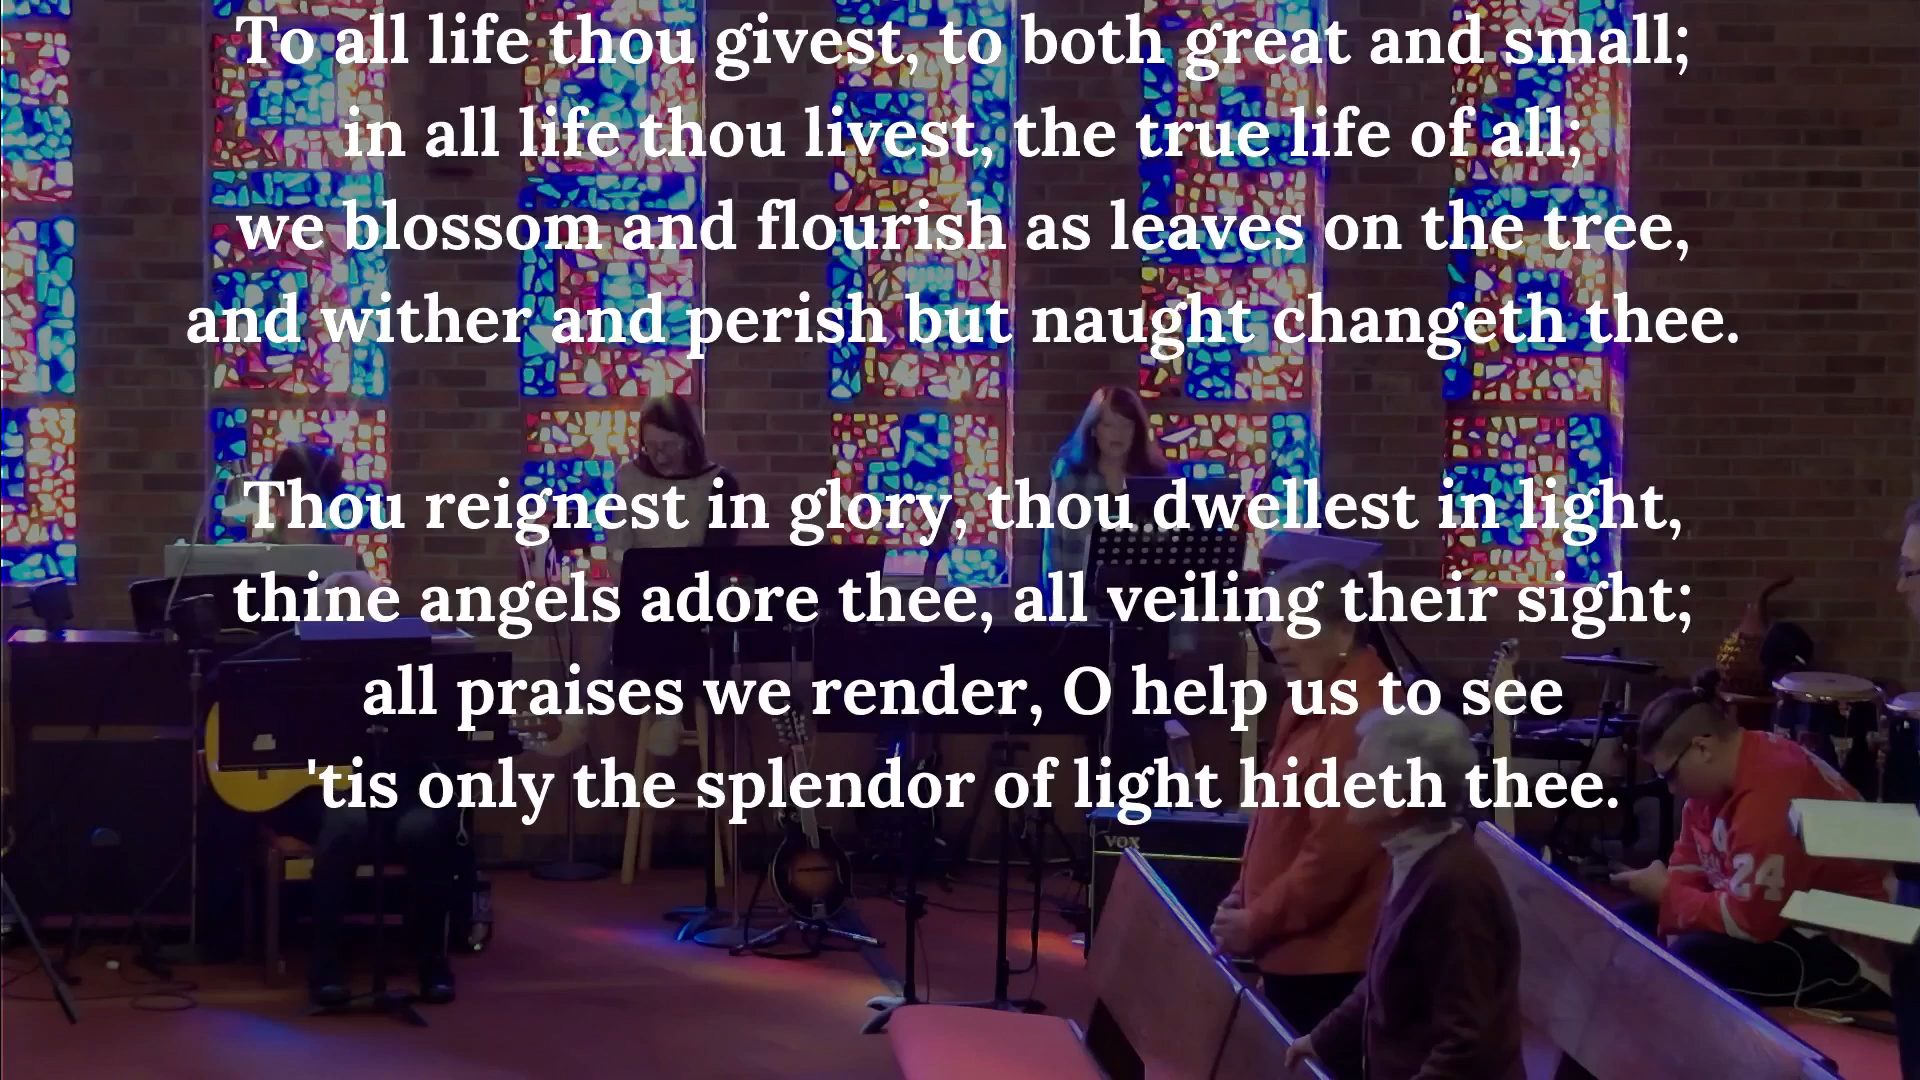 To all life thou givest, to both great and small;
in all life thou livest, the true life of all;
we blossom and flourish as leaves on the tree,
and wither and perish but naught changeth thee.
Thou reignest in glory, thou dwellest in light,
thine angels adore thee, all veiling their sight;
all praises we render, O help us to see
'tis only the splendor of light hideth thee.
VOX
24